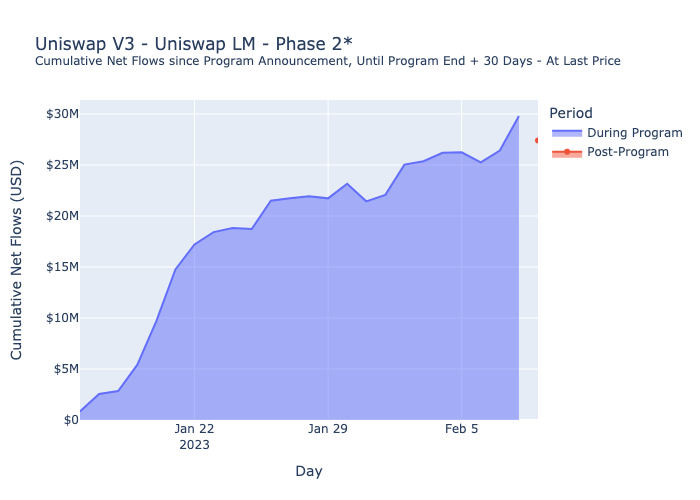 Uniswap V3 - Uniswap LM - Phase 2*
Cumulative Net Flows since Program Announcement, Until Program End + 30 Days - At Last Price
Period
During Program
Post-Program
Cumulative Net Flows (USD)
$30M
$25M
$20M
$15M
$10M
$5M
$0
Jan 22
2023
Jan 29
Feb 5
Day